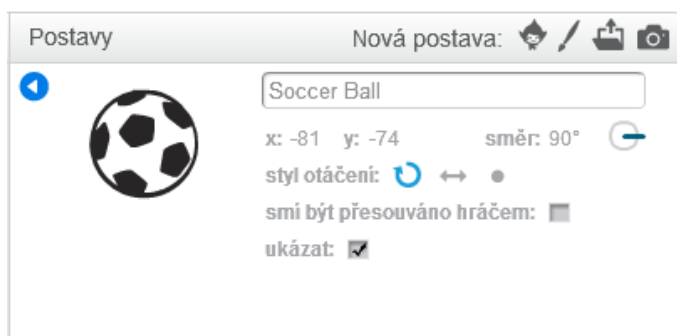 Postavy Nová postava:
Soccer Ball
x: -81 y: -74 směr: 90°
styl otáčení:
smí být přesouváno hráčem:
ukázat: